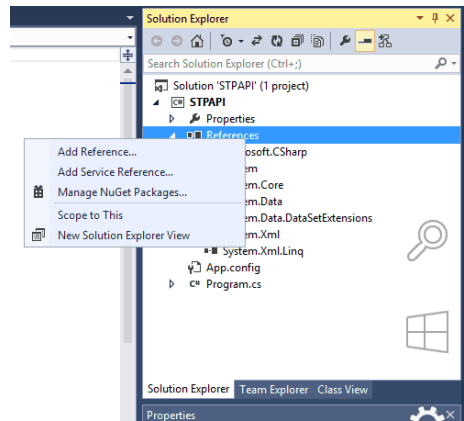 Solution Explorer
Search Solution Explorer (Ctrl+;)
Solution 'STPAPI' (1 project)
C# STPAPI
Properties
References
Add Reference...
osoft.CSharp
Add Service Reference...
em
Manage NuGet Packages...
em.Core
em.Data
Scope to This
em.Data.DataSetExtensions
New Solution Explorer View
em.Xml
System.Xml.Linq
App.config
C# Program.cs
Solution Explorer Team Explorer Class View
Properties